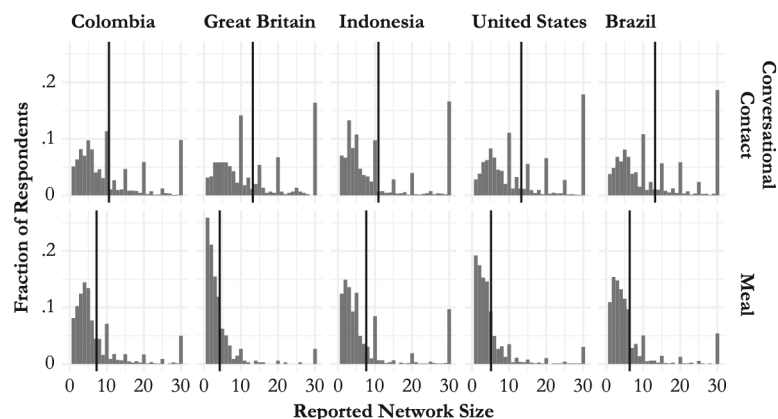 Colombia Great Britain Indonesia United States Brazil
Fraction of Respondents
.2
.1
0
Conversational
Contact
.2
.1
0
Meal
0 10 20 30 0 10 20 30 0 10 20 30 0 10 20 30 0 10 20 30
Reported Network Size